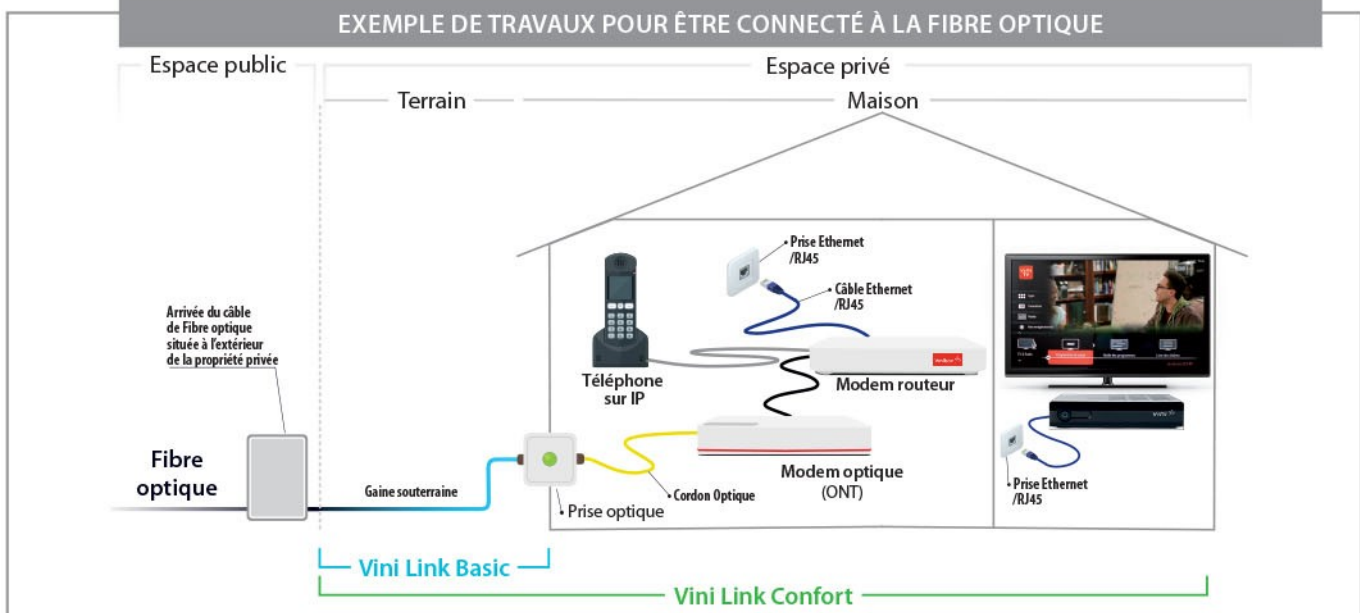 EXEMPLE DE TRAVAUX POUR ÊTRE CONNECTÉ À LA FIBRE OPTIQUE
Espace public
Espace privé
Terrain
Maison
Arrivée du câble
de Fibre optique
située à l'extérieur
de la propriété privée
Fibre
optique
Gaine souterraine
• Prise optique
• Cordon Optique
Téléphone
sur IP
• Prise Ethernet
/RJ45
• Câble Ethernet
/RJ45
Modem routeur
Modem optique
(ONT)
• Prise Ethernet
/RJ45
Vini Link Basic
Vini Link Confort